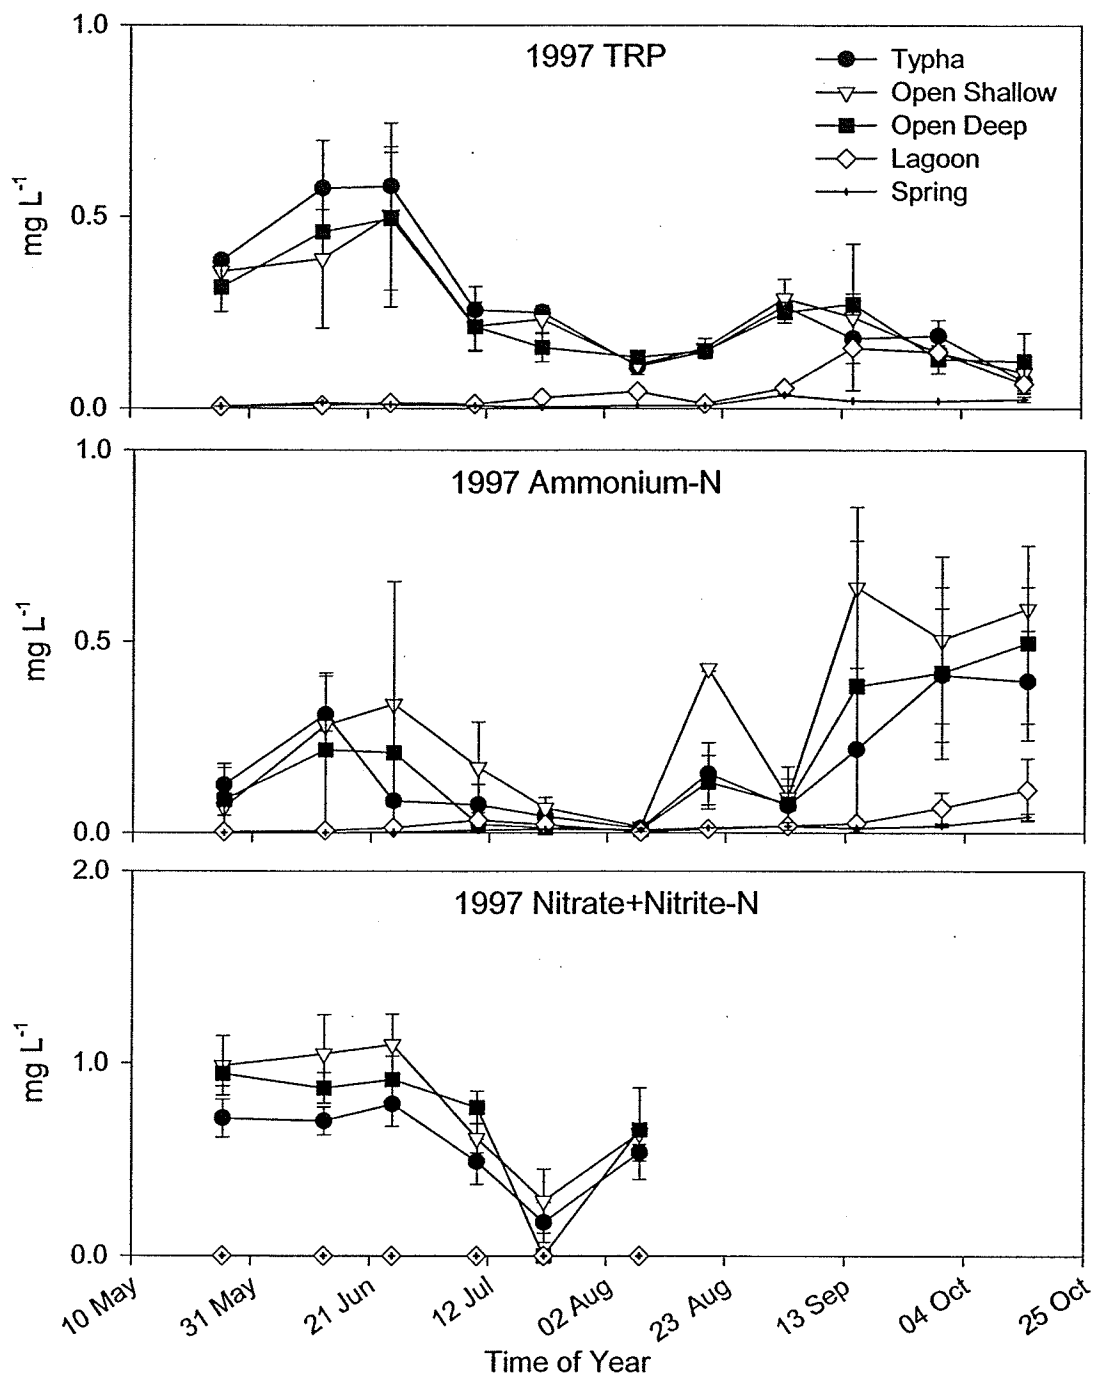 1997 TRP
Typha
Open Shallow
Open Deep
Lagoon
Spring
1.0
0.5
0.0
mg L⁻¹
1997 Ammonium-N
1.0
0.5
0.0
mg L⁻¹
1997 Nitrate+Nitrite-N
2.0
1.0
0.0
mg L⁻¹
10 May
31 May
21 Jun
12 Jul
02 Aug
23 Aug
13 Sep
04 Oct
25 Oct
Time of Year